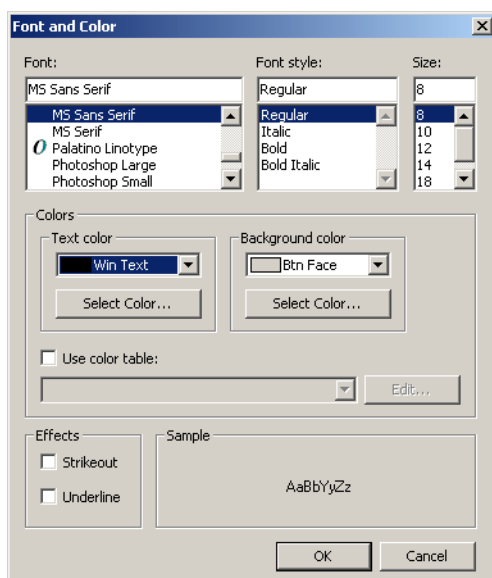 Font and Color
Font: Font style: Size:
MS Sans Serif Regular 8
MS Sans Serif Regular 8
MS Serif Italic 10
O Palatino Linotype Bold 12
Photoshop Large Bold Italic 14
Photoshop Small 18
Colors
Text color Background color
Win Text Btn Face
Select Color... Select Color...
Use color table:
Edit...
Effects Sample
Strikeout
AaBbYyZz
Underline
OK Cancel